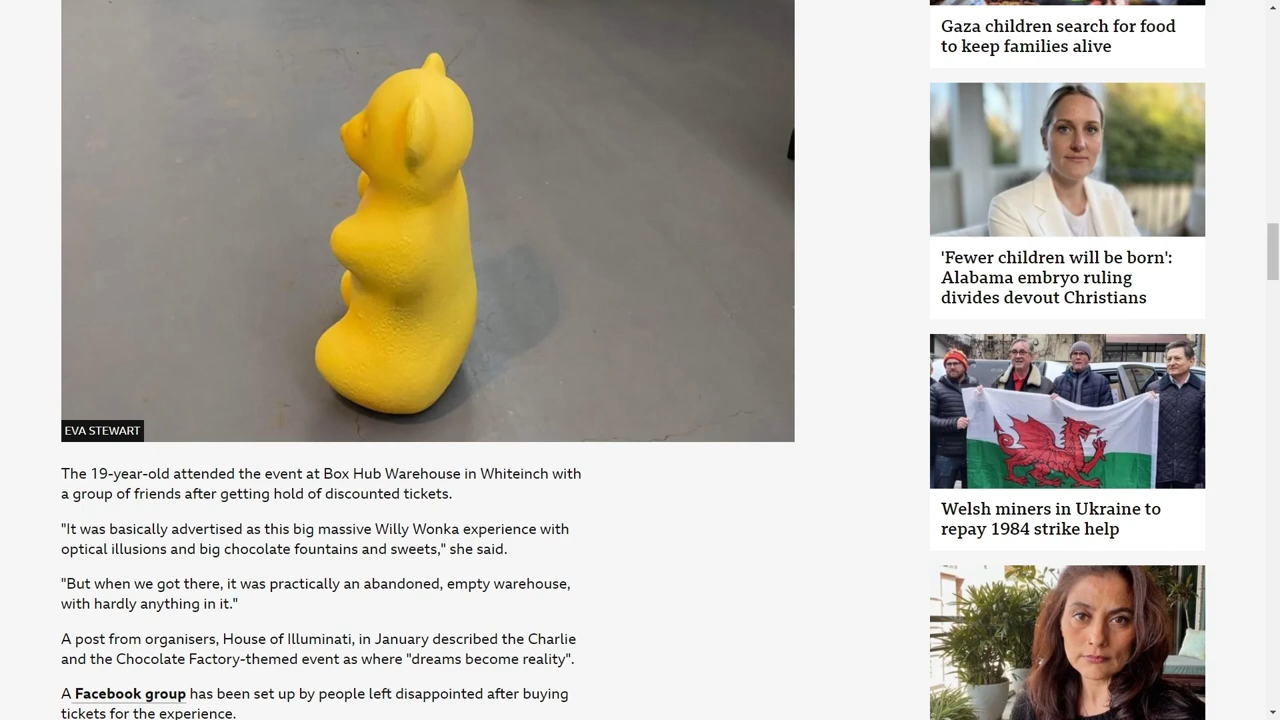 EVA STEWART
The 19-year-old attended the event at Box Hub Warehouse in Whiteinch with
a group of friends after getting hold of discounted tickets.
"It was basically advertised as this big massive Willy Wonka experience with
optical illusions and big chocolate fountains and sweets," she said.
"But when we got there, it was practically an abandoned, empty warehouse,
with hardly anything in it."
A post from organisers, House of Illuminati, in January described the Charlie
and the Chocolate Factory-themed event as where "dreams become reality".
A Facebook group has been set up by people left disappointed after buying
tickets for the experience.
Gaza children search for food
to keep families alive
'Fewer children will be born':
Alabama embryo ruling
divides devout Christians
Welsh miners in Ukraine to
repay 1984 strike help